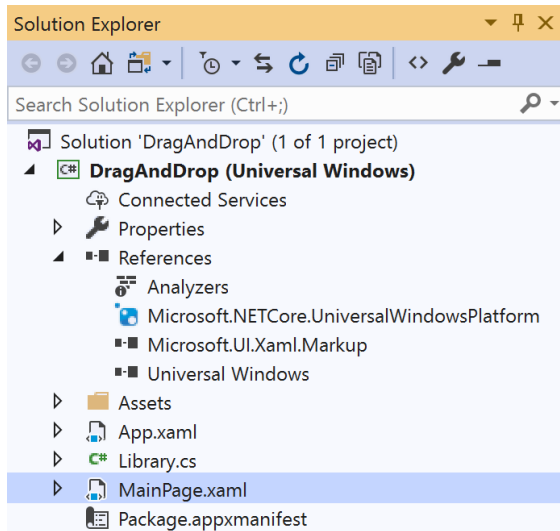 Solution Explorer
Search Solution Explorer (Ctrl+;)
Solution 'DragAndDrop' (1 of 1 project)
C# DragAndDrop (Universal Windows)
Connected Services
Properties
References
Analyzers
Microsoft.NETCore.UniversalWindowsPlatform
Microsoft.UI.Xaml.Markup
Universal Windows
Assets
App.xaml
C# Library.cs
MainPage.xaml
Package.appxmanifest